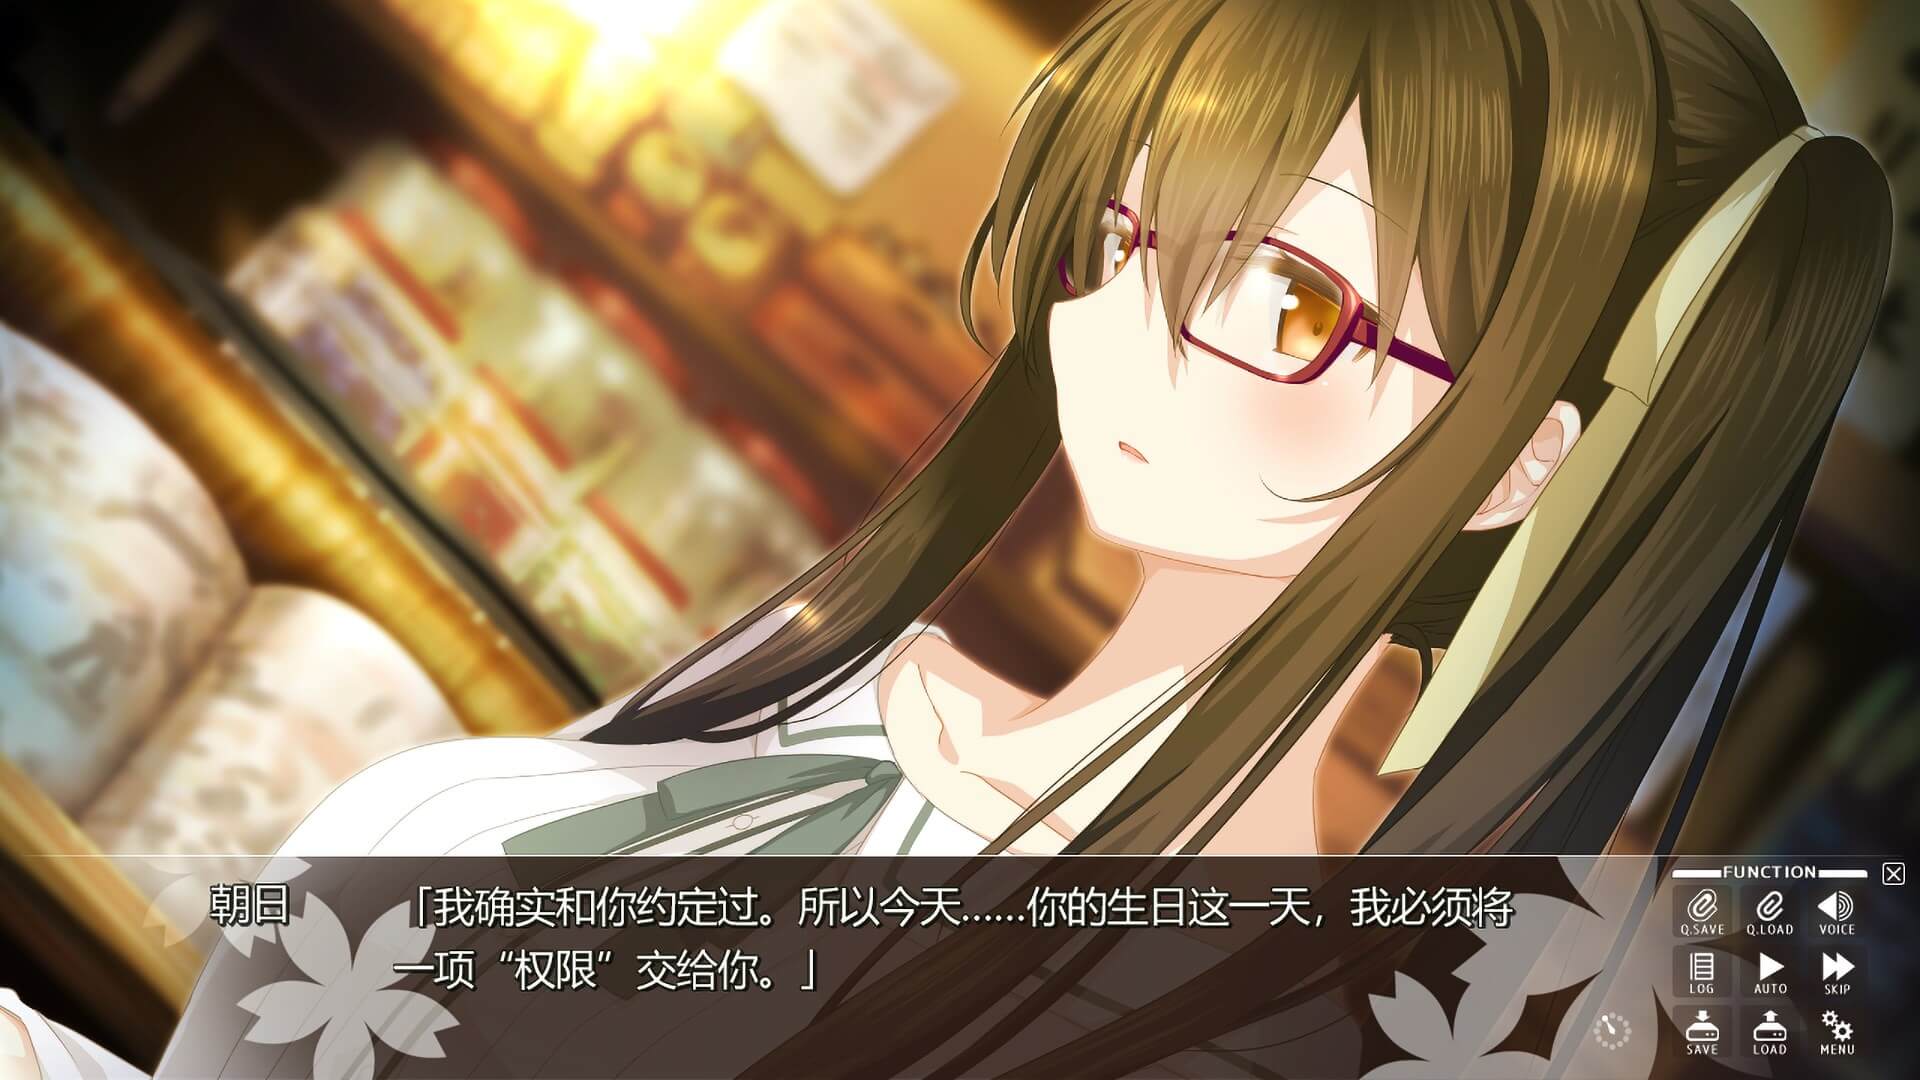 朝日
「我确实和你约定过。所以今天……你的生日这一天，我必须将
一项“权限”交给你。」
FUNCTION
Q.SAVE Q.LOAD VOICE
LOG AUTO SKIP
SAVE LOAD MENU